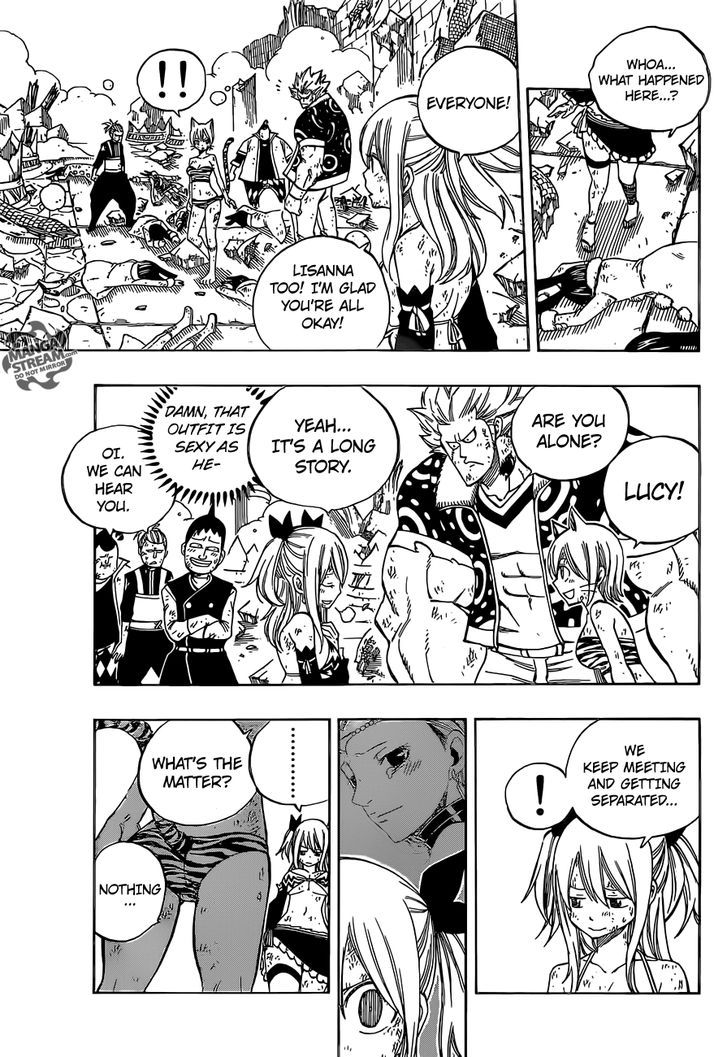 WHOA...
WHAT HAPPENED
HERE...?
EVERYONE!
!!
LISANNA
TOO! I'M GLAD
YOU'RE ALL
OKAY!
LUCY!
ARE YOU
ALONE?
YEAH...
IT'S A LONG
STORY.
DAMN, THAT
OUTFIT IS
SEXY AS
HE-
OI.
WE CAN
HEAR
YOU.
WE
KEEP MEETING
AND GETTING
SEPARATED...
!
.......
WHAT'S THE
MATTER?
NOTHING
...
MANGA
STREAM.com
DO NOT MIRROR